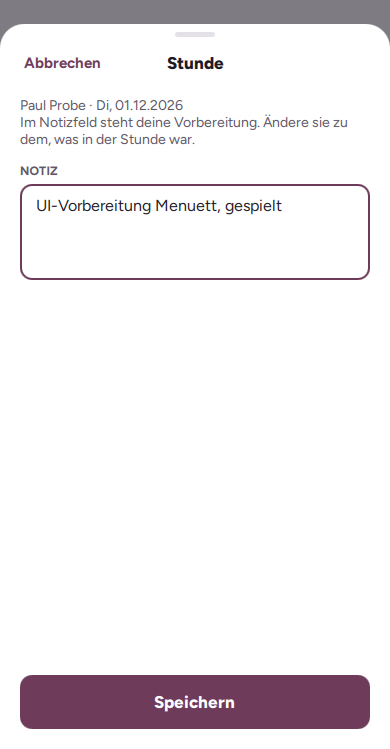 Abbrechen
Stunde
Paul Probe · Di, 01.12.2026
Im Notizfeld steht deine Vorbereitung. Ändere sie zu
dem, was in der Stunde war.
NOTIZ
UI-Vorbereitung Menuett, gespielt
Speichern